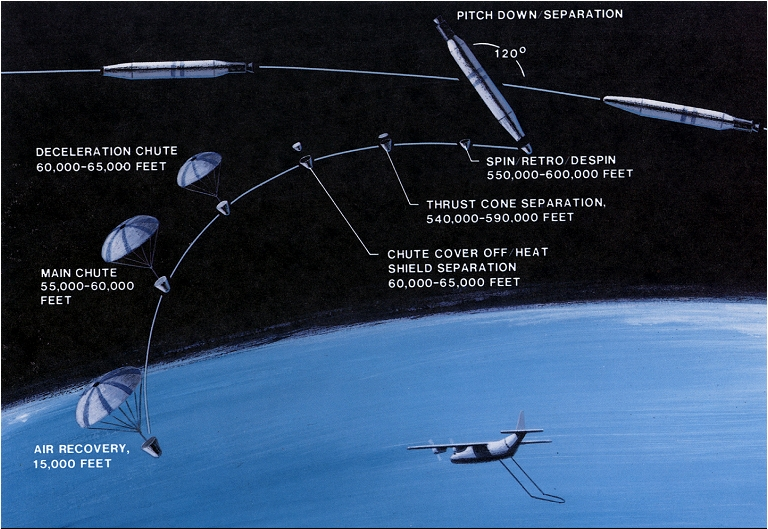 PITCH DOWN/SEPARATION
120°
DECELERATION CHUTE
60,000-65,000 FEET
SPIN/RETRO/DESPIN
550,000-600,000 FEET
THRUST CONE SEPARATION,
540,000-590,000 FEET
CHUTE COVER OFF/HEAT
SHIELD SEPARATION
60,000-65,000 FEET
MAIN CHUTE
55,000-60,000
FEET
AIR RECOVERY,
15,000 FEET